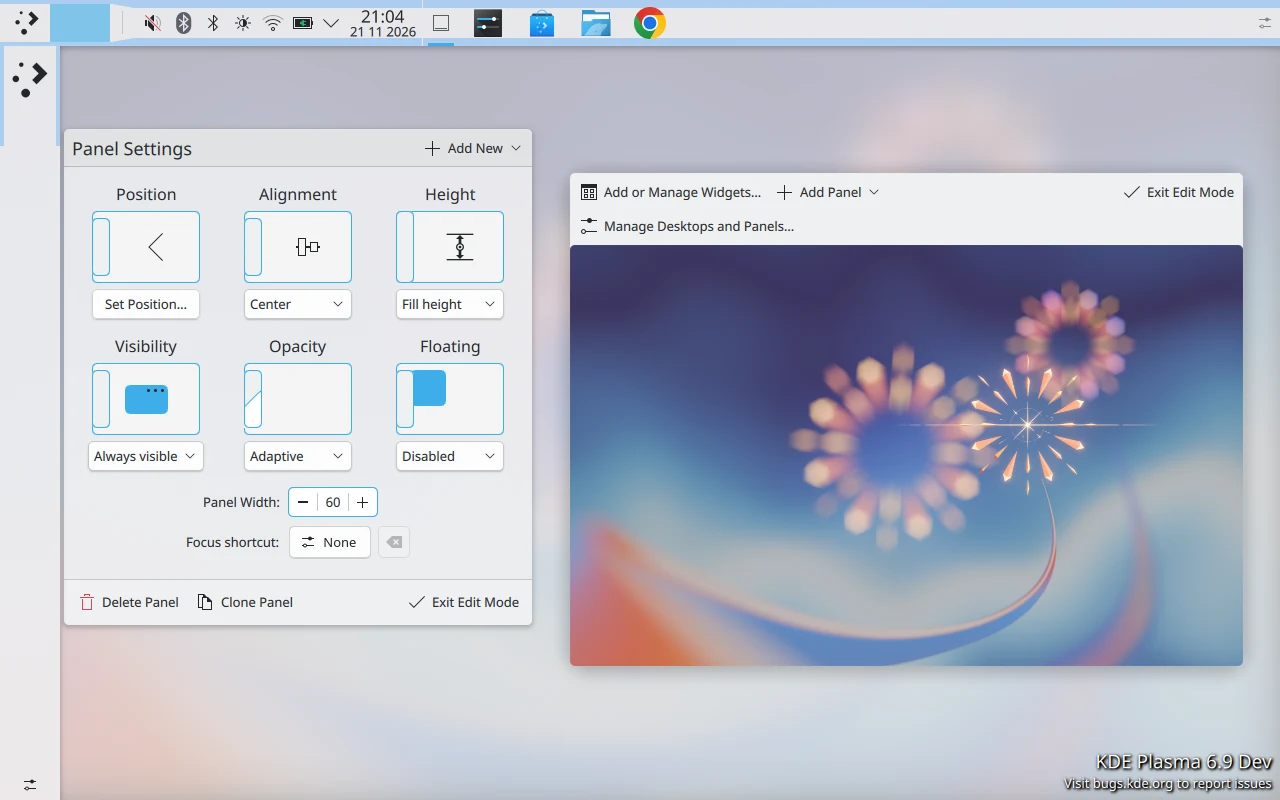 21:04
21 11 2026
Panel Settings
Add New
Position
Alignment
Height
Set Position...
Center
Fill height
Visibility
Opacity
Floating
Always visible
Adaptive
Disabled
Panel Width:
60
Focus shortcut:
None
Delete Panel
Clone Panel
Exit Edit Mode
Add or Manage Widgets...
Add Panel
Exit Edit Mode
Manage Desktops and Panels...
KDE Plasma 6.9 Dev
Visit bugs.kde.org to report issues